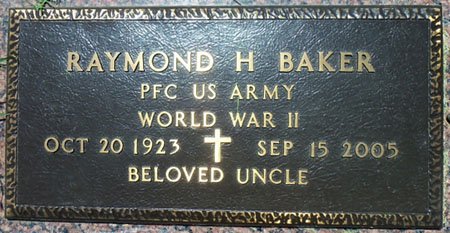 RAYMOND H BAKER
PFC US ARMY
WORLD WAR II
OCT 20 1923 SEP 15 2005
BELOVED UNCLE